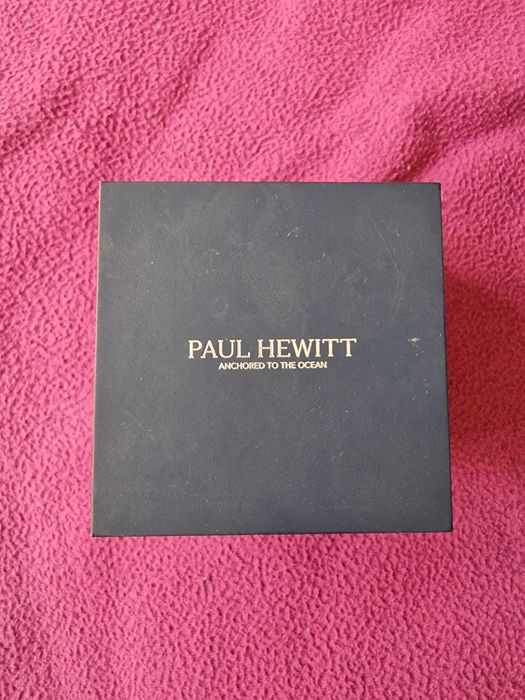 PAUL HEWITT
ANCHORED TO THE OCEAN